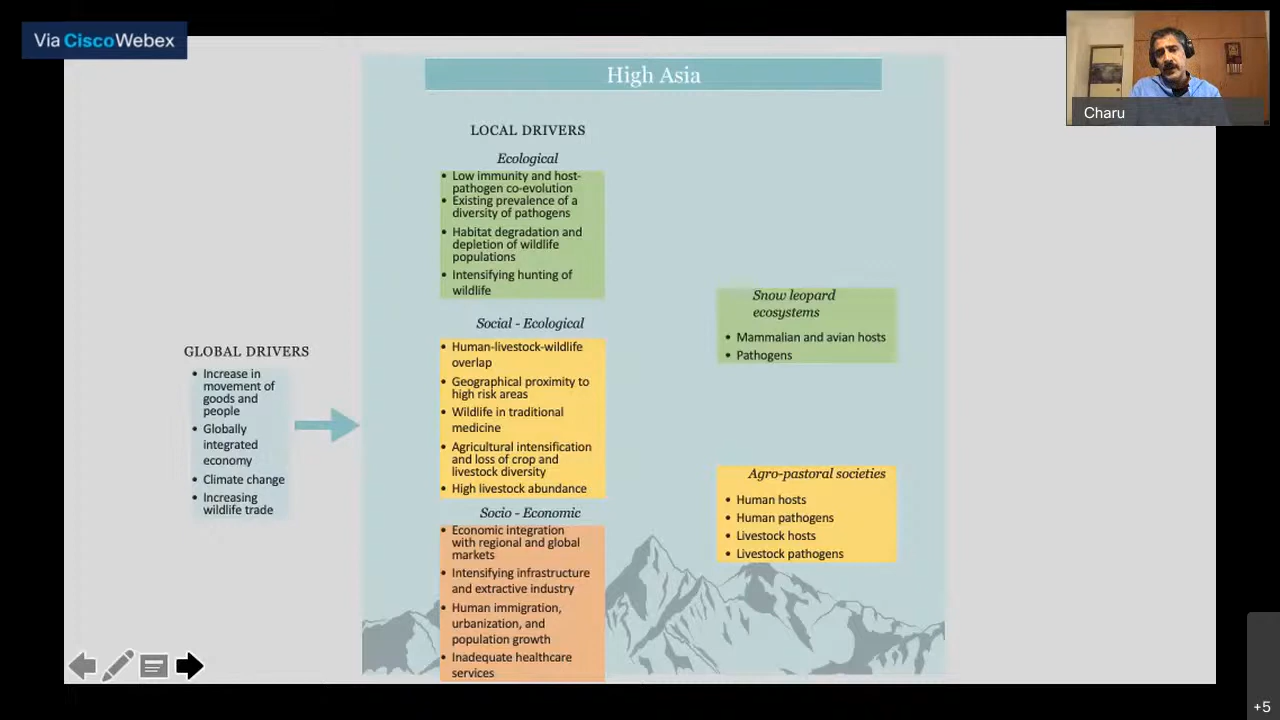 Via Cisco Webex
High Asia
Charu
LOCAL DRIVERS
Ecological
• Low immunity and host-
pathogen co-evolution
• Existing prevalence of a
diversity of pathogens
• Habitat degradation and
depletion of wildlife
populations
• Intensifying hunting of
wildlife
Social - Ecological
• Human-livestock-wildlife
overlap
• Geographical proximity to
high risk areas
• Wildlife in traditional
medicine
• Agricultural intensification
and loss of crop and
livestock diversity
• High livestock abundance
Socio - Economic
• Economic integration
with regional and global
markets
• Intensifying infrastructure
and extractive industry
• Human immigration,
urbanization, and
population growth
• Inadequate healthcare
services
GLOBAL DRIVERS
• Increase in
movement of
goods and
people
• Globally
integrated
economy
• Climate change
• Increasing
wildlife trade
Snow leopard
ecosystems
• Mammalian and avian hosts
• Pathogens
Agro-pastoral societies
• Human hosts
• Human pathogens
• Livestock hosts
• Livestock pathogens
+5